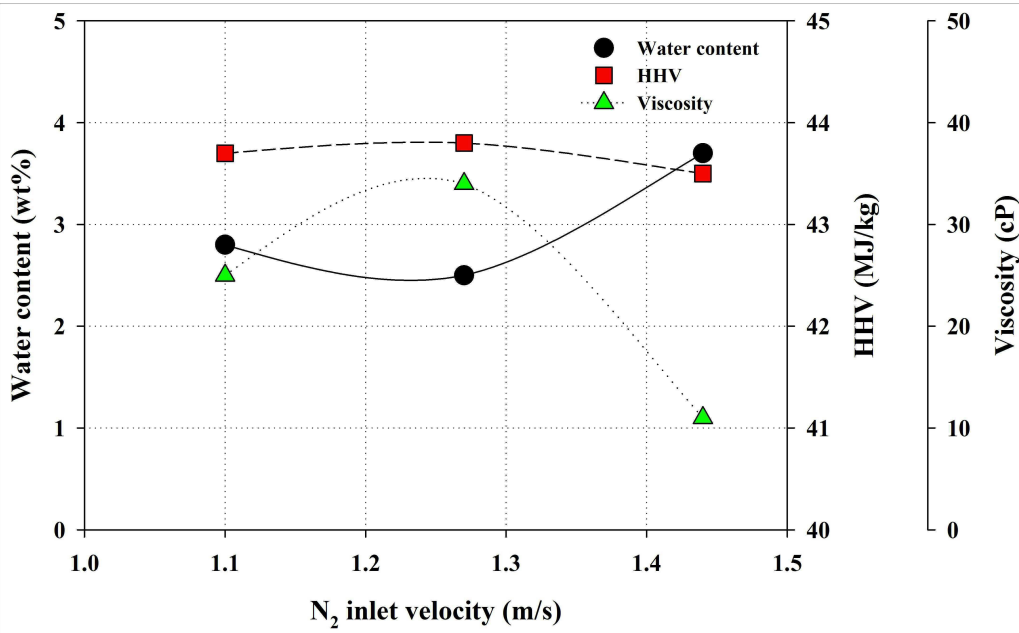 Water content
HHV
Viscosity
Water content (wt%)
5
4
3
2
1
0
45
44
43
42
41
40
HHV (MJ/kg)
50
40
30
20
10
0
Viscosity (cP)
1.0 1.1 1.2 1.3 1.4 1.5
N₂ inlet velocity (m/s)